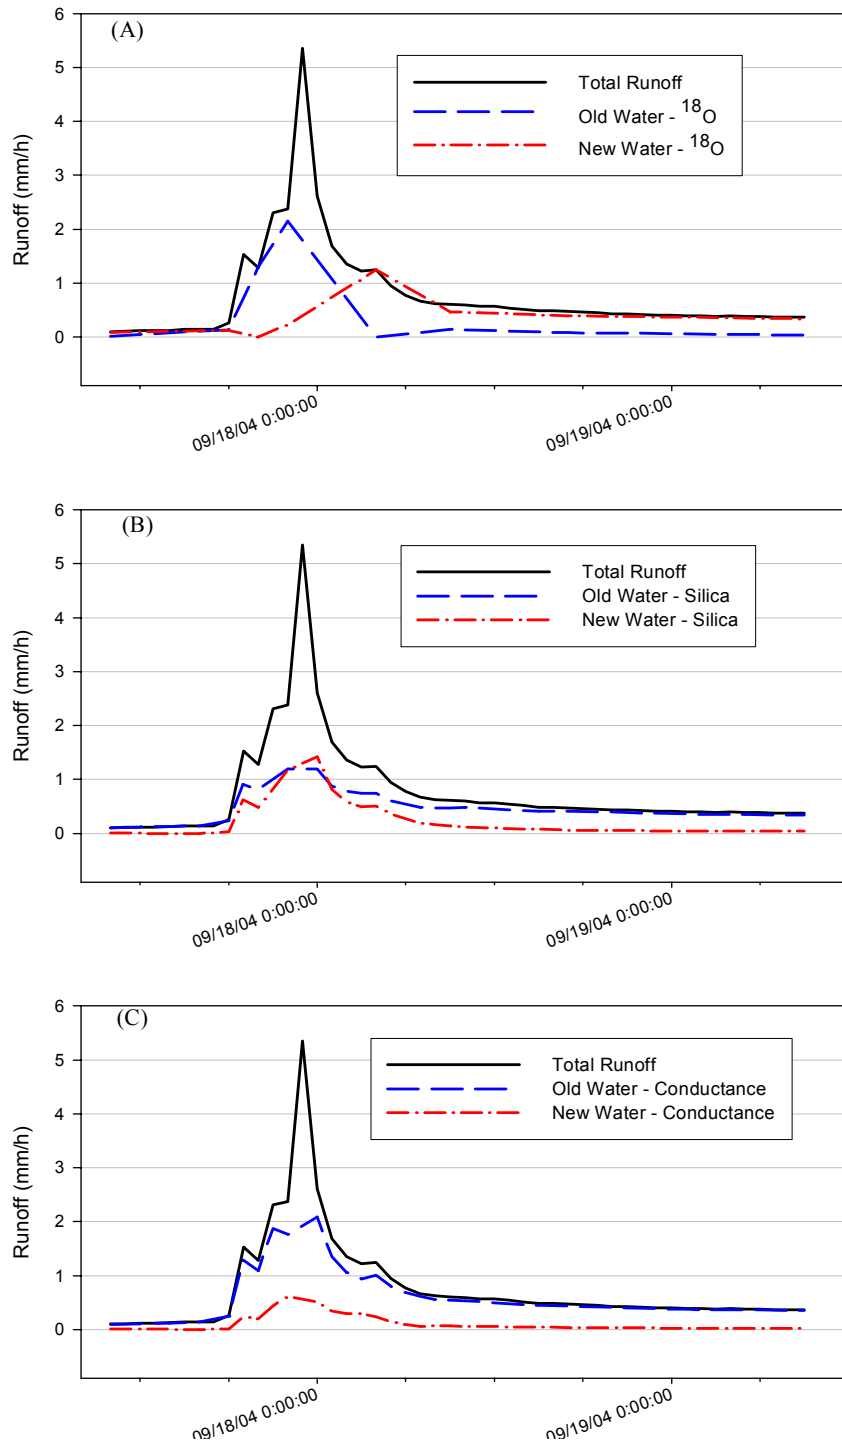 (A)
6
5
4
3
2
1
0
Runoff (mm/h)
Total Runoff
Old Water - 18O
New Water - 18O
09/18/04 0:00:00
09/19/04 0:00:00
(B)
6
5
4
3
2
1
0
Runoff (mm/h)
Total Runoff
Old Water - Silica
New Water - Silica
09/18/04 0:00:00
09/19/04 0:00:00
(C)
6
5
4
3
2
1
0
Runoff (mm/h)
Total Runoff
Old Water - Conductance
New Water - Conductance
09/18/04 0:00:00
09/19/04 0:00:00